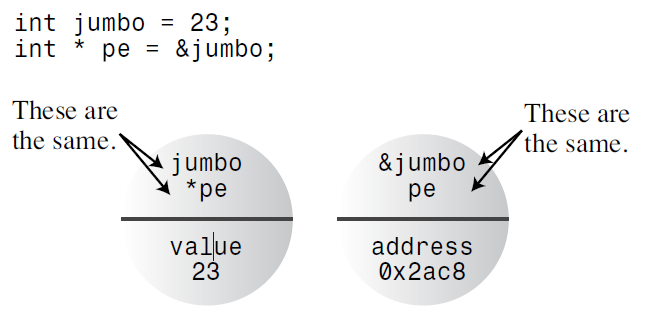 int jumbo = 23;
int * pe = &jumbo;
These are
the same.
jumbo
*pe
value
23
These are
the same.
&jumbo
pe
address
0x2ac8